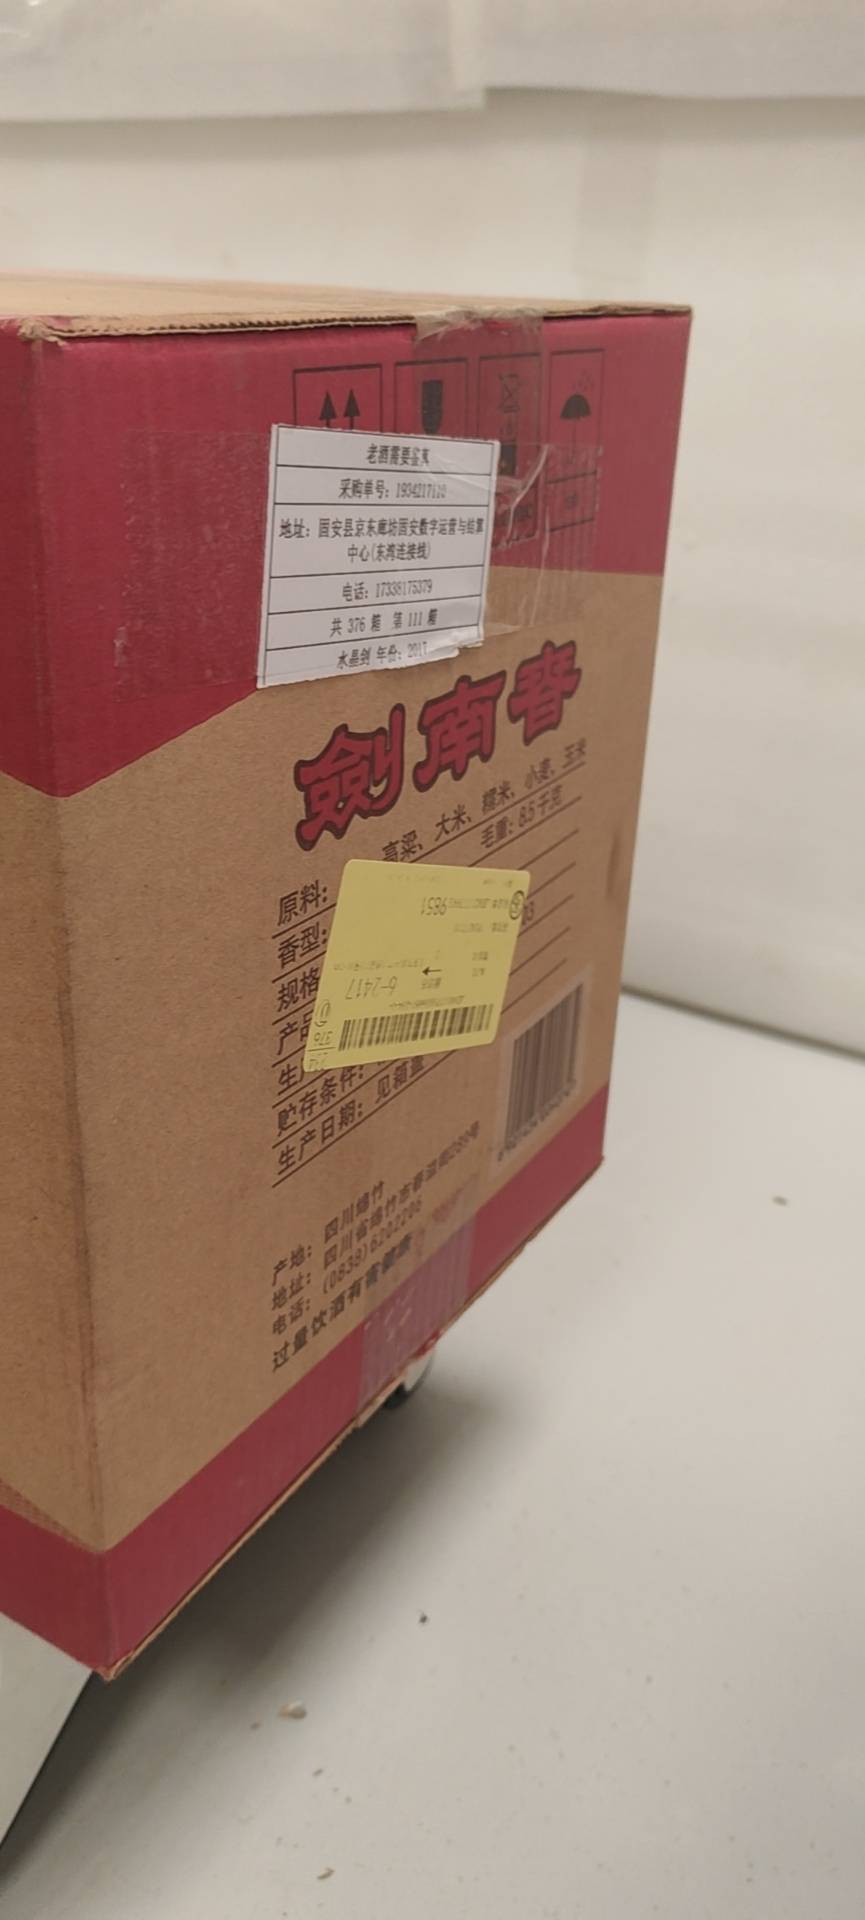 老酒需要鉴真
采购单号：1934217110
地址：固安县京东廊坊固安数字运营与结算
中心(东湾连接线)
电话：17338175379
共 376 箱 第 111 箱
水晶剑 年份：2017
劍南春
原料： 高粱、大米、糯米、小麦、玉米
香型： 毛重：8.5千克
规格
产品
生产
贮存条件：
生产日期：见箱盖
9851
6-2417
376
产地：四川绵竹
地址：四川省绵竹市春溢街289号
电话：(0838)6202206
过量饮酒有害健康